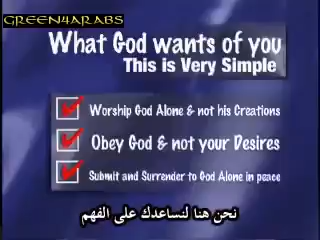 GREEN4ARABS
What God wants of you
This is Very Simple
Worship God Alone & not his Creations
Obey God & not your Desires
Submit and Surrender to God Alone in peace
نحن هنا لنساعدك على الفهم